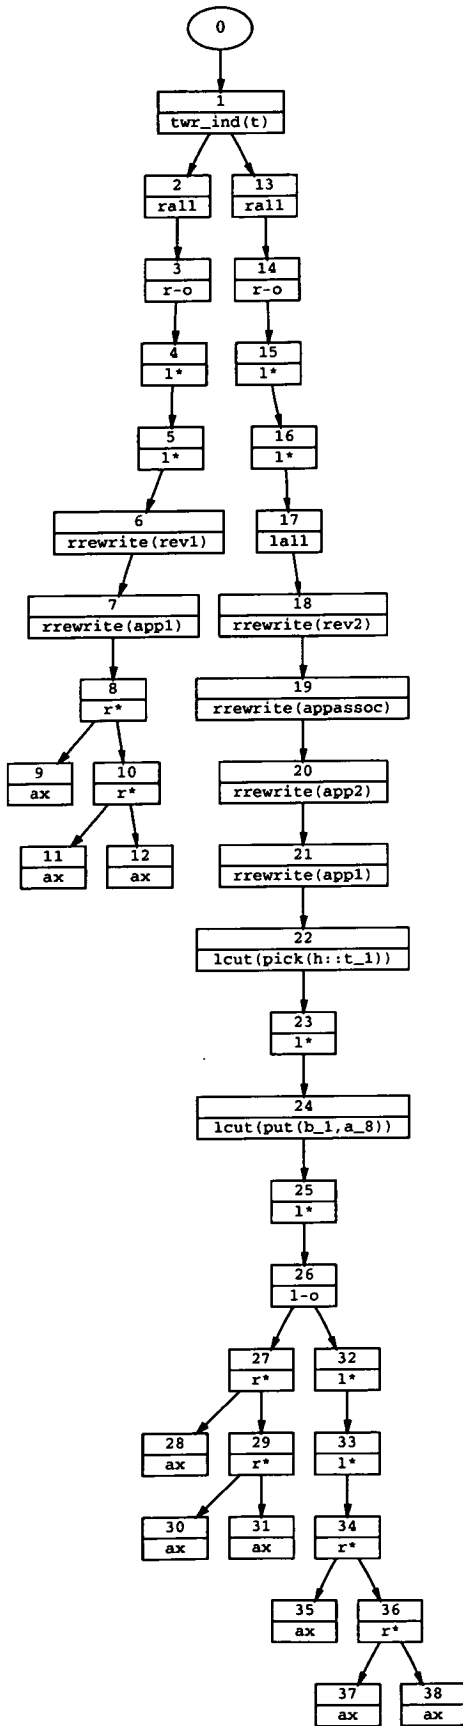 0
1
twr_ind(t)
2
rall
13
rall
3
r-o
14
r-o
4
l*
15
l*
5
l*
16
l*
6
rrewrite(rev1)
17
lall
7
rrewrite(app1)
18
rrewrite(rev2)
8
r*
19
rrewrite(appassoc)
9
ax
10
r*
20
rrewrite(app2)
11
ax
12
ax
21
rrewrite(app1)
22
lcut(pick(h::t_1))
23
l*
24
lcut(put(b_1,a_8))
25
l*
26
l-o
27
r*
32
l*
28
ax
29
r*
33
l*
30
ax
31
ax
34
r*
35
ax
36
r*
37
ax
38
ax